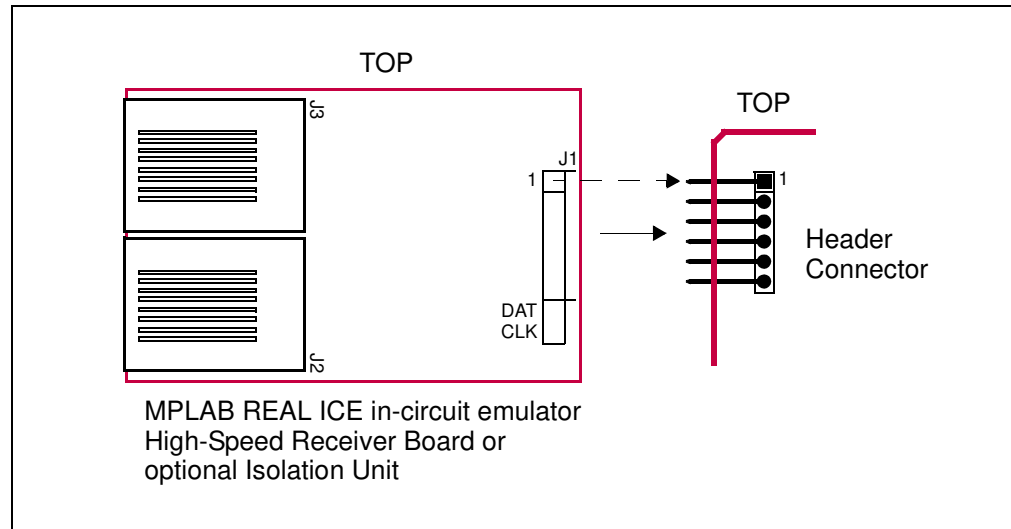 TOP
TOP
J3
J1
1
1
Header
Connector
DAT
CLK
J2
MPLAB REAL ICE in-circuit emulator
High-Speed Receiver Board or
optional Isolation Unit